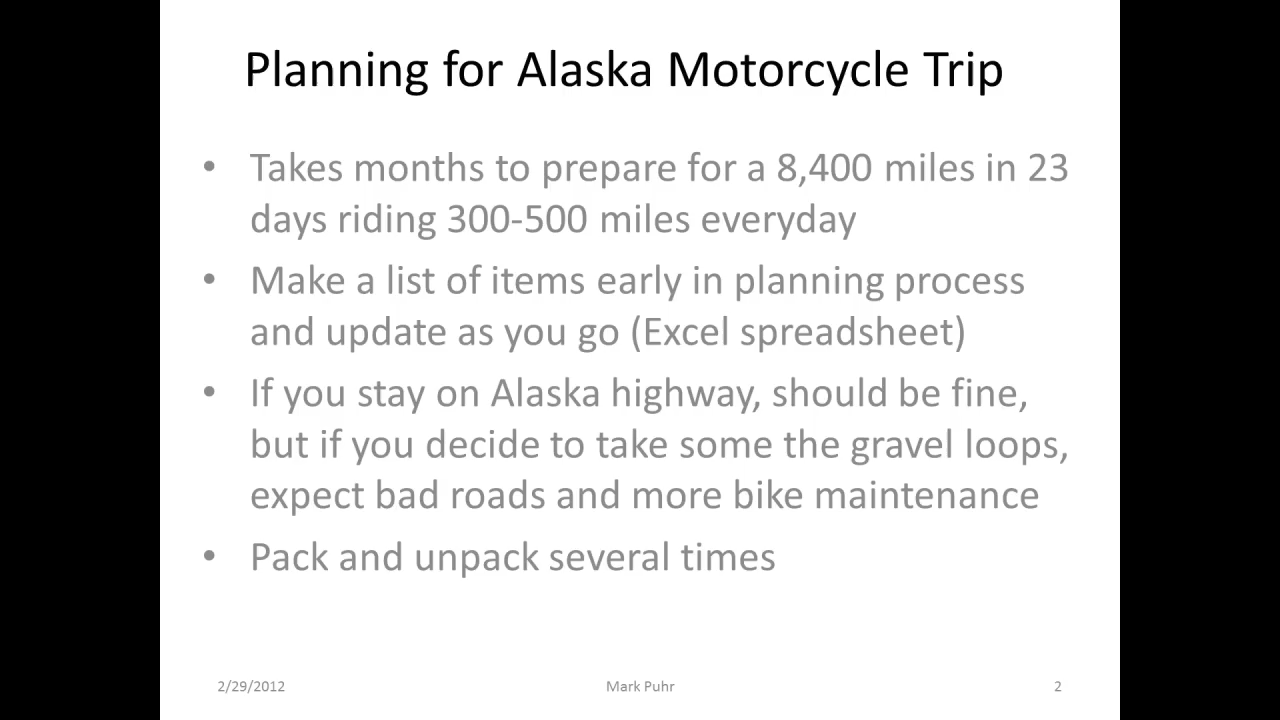 Planning for Alaska Motorcycle Trip
• Takes months to prepare for a 8,400 miles in 23
days riding 300-500 miles everyday
• Make a list of items early in planning process
and update as you go (Excel spreadsheet)
• If you stay on Alaska highway, should be fine,
but if you decide to take some the gravel loops,
expect bad roads and more bike maintenance
• Pack and unpack several times
2/29/2012 Mark Puhr 2